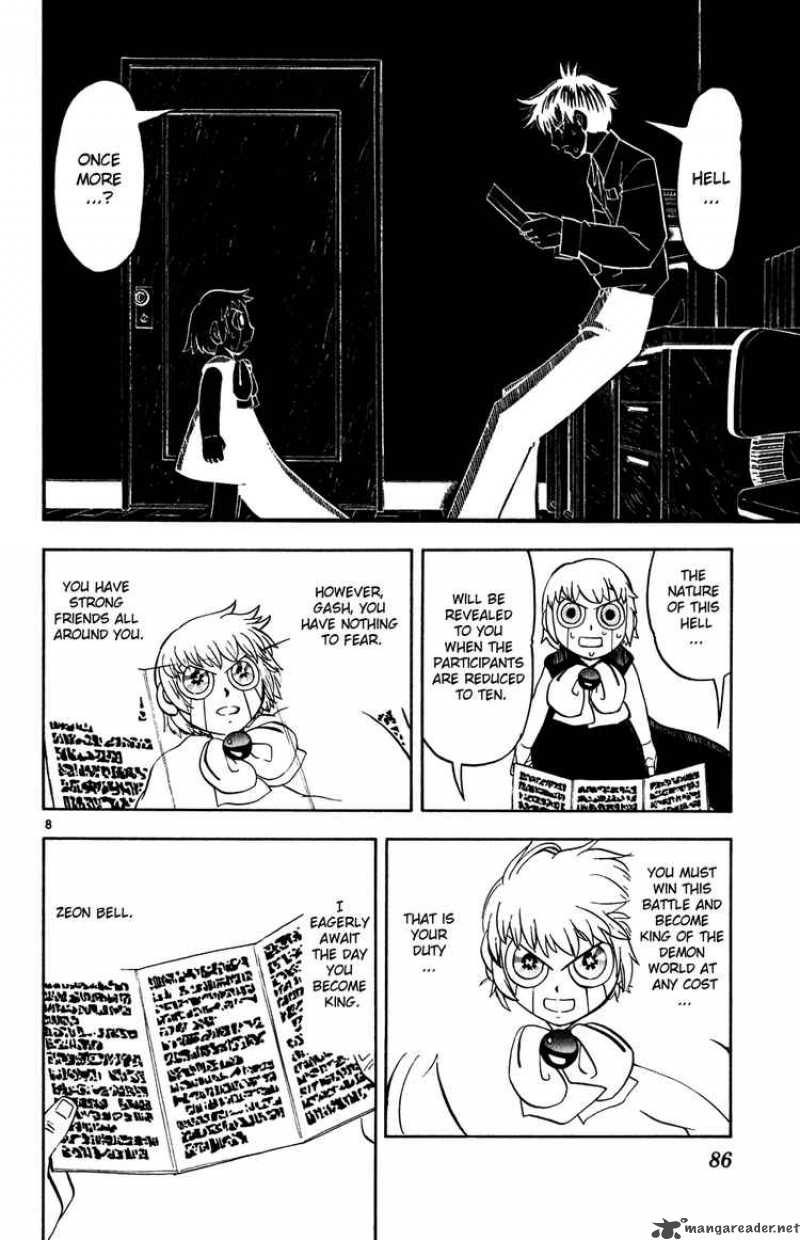 HELL
...
ONCE
MORE
...?
THE
NATURE
OF THIS
HELL
...
WILL
BE
REVEALED
TO YOU
WHEN THE
PARTICIPANTS
ARE REDUCED
TO TEN.
HOWEVER,
GASH, YOU
HAVE NOTHING
TO FEAR.
YOU HAVE
STRONG
FRIENDS ALL
AROUND YOU.
8
YOU MUST
WIN THIS
BATTLE AND
BECOME
KING OF THE
DEMON
WORLD AT
ANY COST
...
THAT IS
YOUR
DUTY
...
I
EAGERLY
AWAIT
THE DAY
YOU
BECOME
KING.
ZEON BELL.
86
mangareader.net